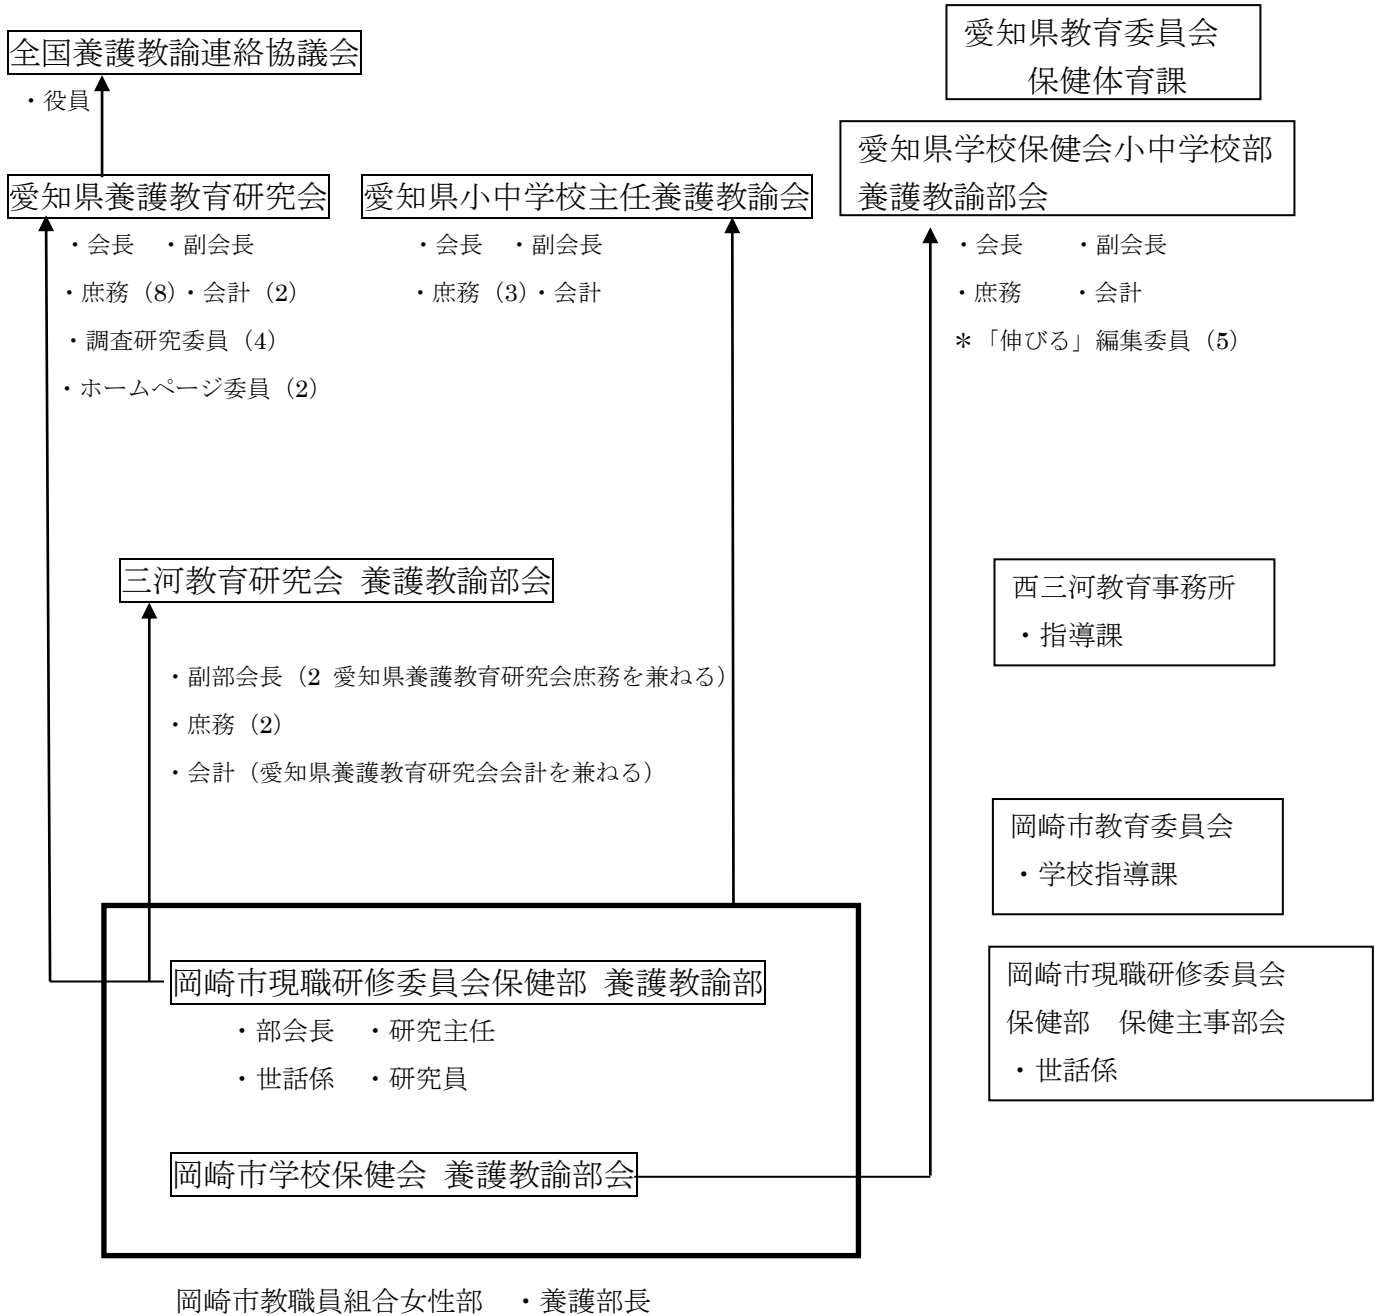 全国養護教諭連絡協議会
・役員
愛知県教育委員会
保健体育課
愛知県学校保健会小中学校部
養護教諭部会
愛知県養護教育研究会
愛知県小中学校主任養護教諭会
・会長　・副会長
・庶務（8）・会計（2）
・調査研究委員（4）
・ホームページ委員（2）
・会長　・副会長
・庶務（3）・会計
・会長　　・副会長
・庶務　　・会計
＊「伸びる」編集委員（5）
三河教育研究会 養護教諭部会
・副部会長（2 愛知県養護教育研究会庶務を兼ねる）
・庶務（2）
・会計（愛知県養護教育研究会会計を兼ねる）
西三河教育事務所
・指導課
岡崎市教育委員会
・学校指導課
岡崎市現職研修委員会保健部 養護教諭部
・部会長　・研究主任
・世話係　・研究員
岡崎市現職研修委員会
保健部　保健主事部会
・世話係
岡崎市学校保健会 養護教諭部会
岡崎市教職員組合女性部　・養護部長